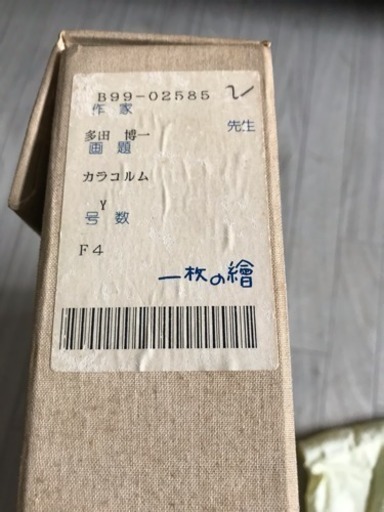 B99-02585 2
作家
多田 博一 先生
画題
カラコルム
Y
号数
F4
一枚の繪